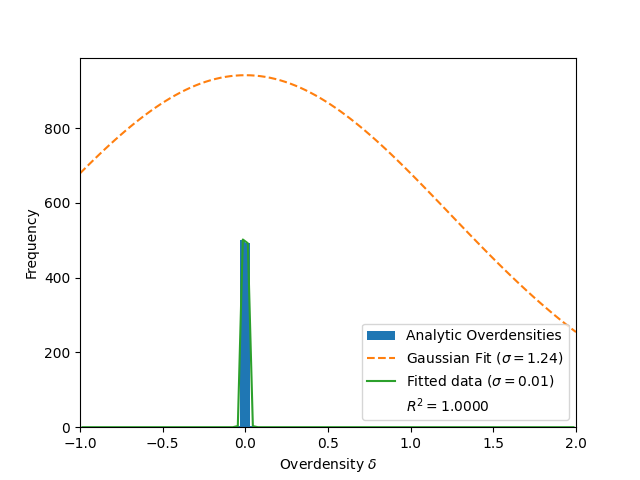 Frequency
800
600
400
200
0
−1.0 −0.5 0.0 0.5 1.0 1.5 2.0
Overdensity δ
Analytic Overdensities
Gaussian Fit (σ = 1.24)
Fitted data (σ = 0.01)
R² = 1.0000